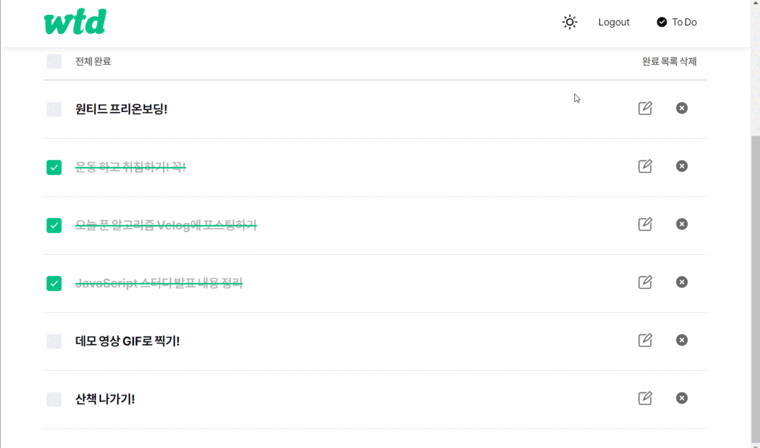 wtd
Logout
To Do
전체 완료
완료 목록 삭제
원티드 프리온보딩!
운동 하고 취침하기! 꼭!
오늘 푼 알고리즘 Velog에 포스팅하기
JavaScript 스터디 발표 내용 정리
데모 영상 GIF로 찍기!
산책 나가기!